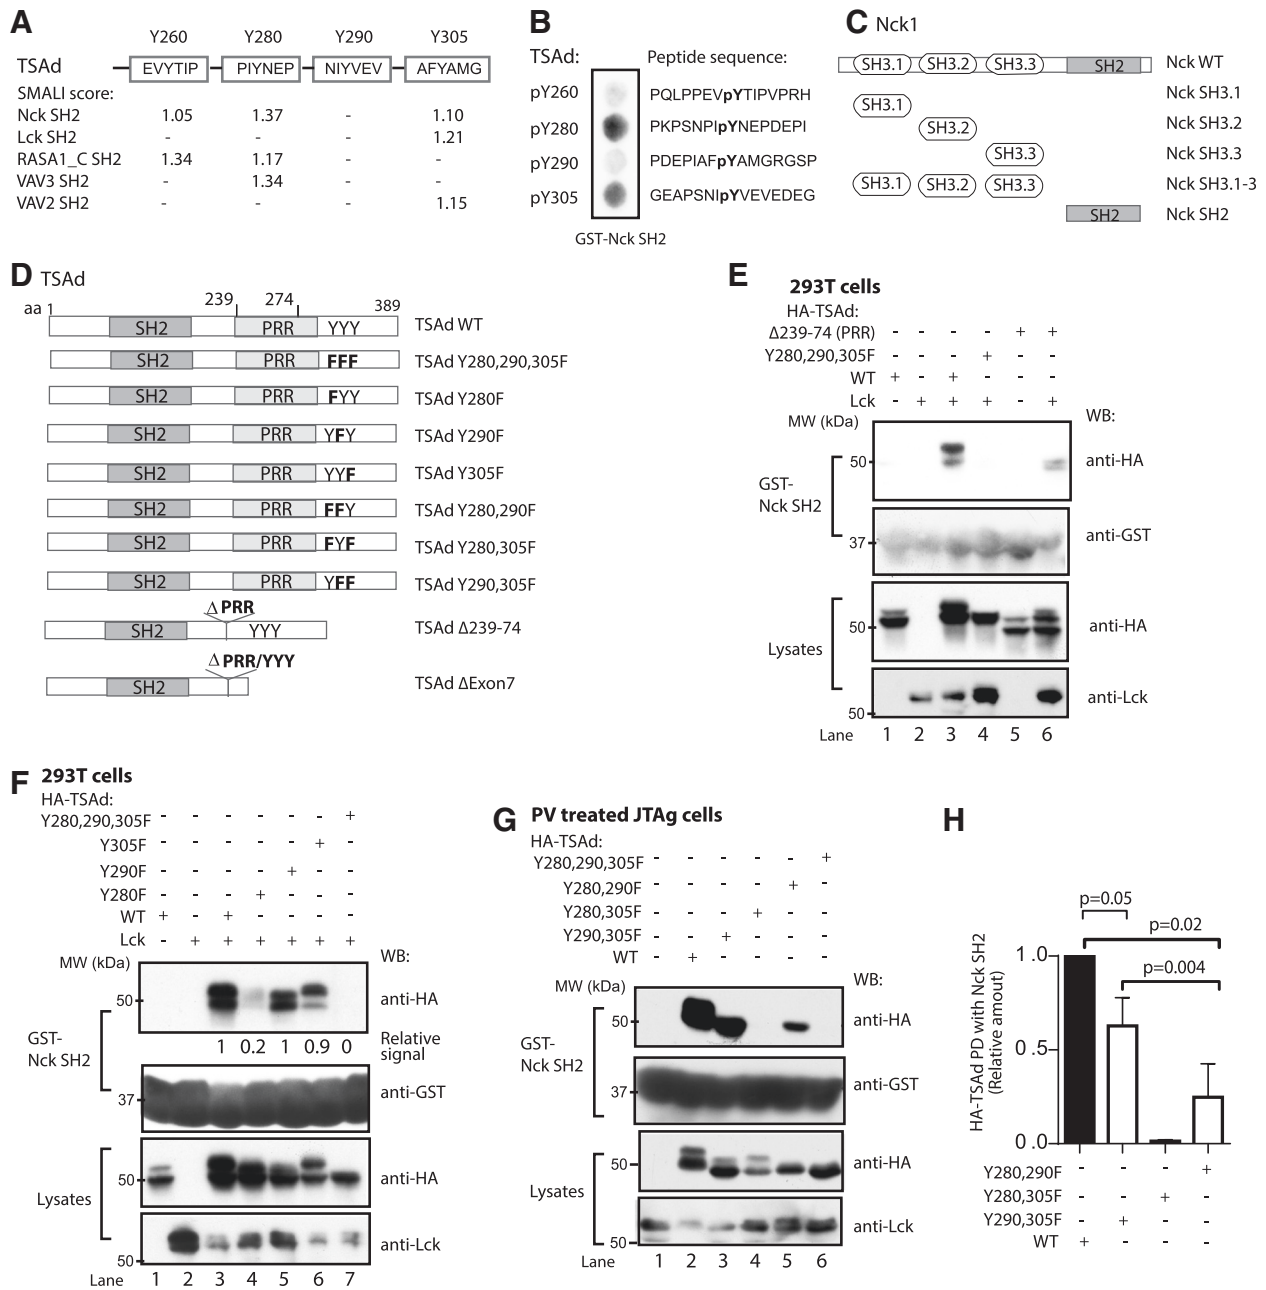 A
Y260 Y280 Y290 Y305
TSAd EVYTIP PIYNEP NIYVEV AFYAMG
SMALI score:
Nck SH2 1.05 1.37 - 1.10
Lck SH2 - - - 1.21
RASA1_C SH2 1.34 1.17 - -
VAV3 SH2 - 1.34 - -
VAV2 SH2 - - - 1.15
B
TSAd: Peptide sequence:
pY260 PQLPPEVpYTIPVPRH
pY280 PKPSNPIpYNEPDEPI
pY290 PDEPIAFpYAMGRGSP
pY305 GEAPSNIpYVEVEDEG
GST-Nck SH2
C Nck1
SH3.1 SH3.2 SH3.3 SH2 Nck WT
SH3.1 Nck SH3.1
SH3.2 Nck SH3.2
SH3.3 Nck SH3.3
SH3.1 SH3.2 SH3.3 Nck SH3.1-3
SH2 Nck SH2
D TSAd
aa 1 239 274 389
SH2 PRR YYY TSAd WT
SH2 PRR FFF TSAd Y280,290,305F
SH2 PRR FYY TSAd Y280F
SH2 PRR YFY TSAd Y290F
SH2 PRR YYF TSAd Y305F
SH2 PRR FFY TSAd Y280,290F
SH2 PRR FYF TSAd Y280,305F
SH2 PRR YFF TSAd Y290,305F
Δ PRR
SH2 YYY TSAd Δ239-74
Δ PRR/YYY
SH2 TSAd ΔExon7
E
293T cells
HA-TSAd:
Δ239-74 (PRR) - - - - + +
Y280,290,305F - - - + - -
WT + - + - - -
Lck - + + + - +
MW (kDa) WB:
50 anti-HA
GST-
Nck SH2
37 anti-GST
50 anti-HA
Lysates
50 anti-Lck
Lane 1 2 3 4 5 6
F 293T cells
HA-TSAd:
Y280,290,305F - - - - - - +
Y305F - - - - - + -
Y290F - - - - + - -
Y280F - - - + - - -
WT + - + - - - -
Lck - + + + + + +
MW (kDa) WB:
50 anti-HA
GST-
Nck SH2
1 0.2 1 0.9 0 Relative
signal
37 anti-GST
50 anti-HA
Lysates
50 anti-Lck
Lane 1 2 3 4 5 6 7
G PV treated JTAg cells
HA-TSAd:
Y280,290,305F - - - - - +
Y280,290F - - - - + -
Y280,305F - - - + - -
Y290,305F - - + - - -
WT - + - - - -
MW (kDa) WB:
50 anti-HA
GST-
Nck SH2
37 anti-GST
50 anti-HA
Lysates
50 anti-Lck
Lane 1 2 3 4 5 6
H
p=0.05
p=0.02
p=0.004
HA-TSAd PD with Nck SH2
(Relative amout)
1.0
0.5
0.0
Y280,290F - - - +
Y280,305F - - + -
Y290,305F - + - -
WT + - - -